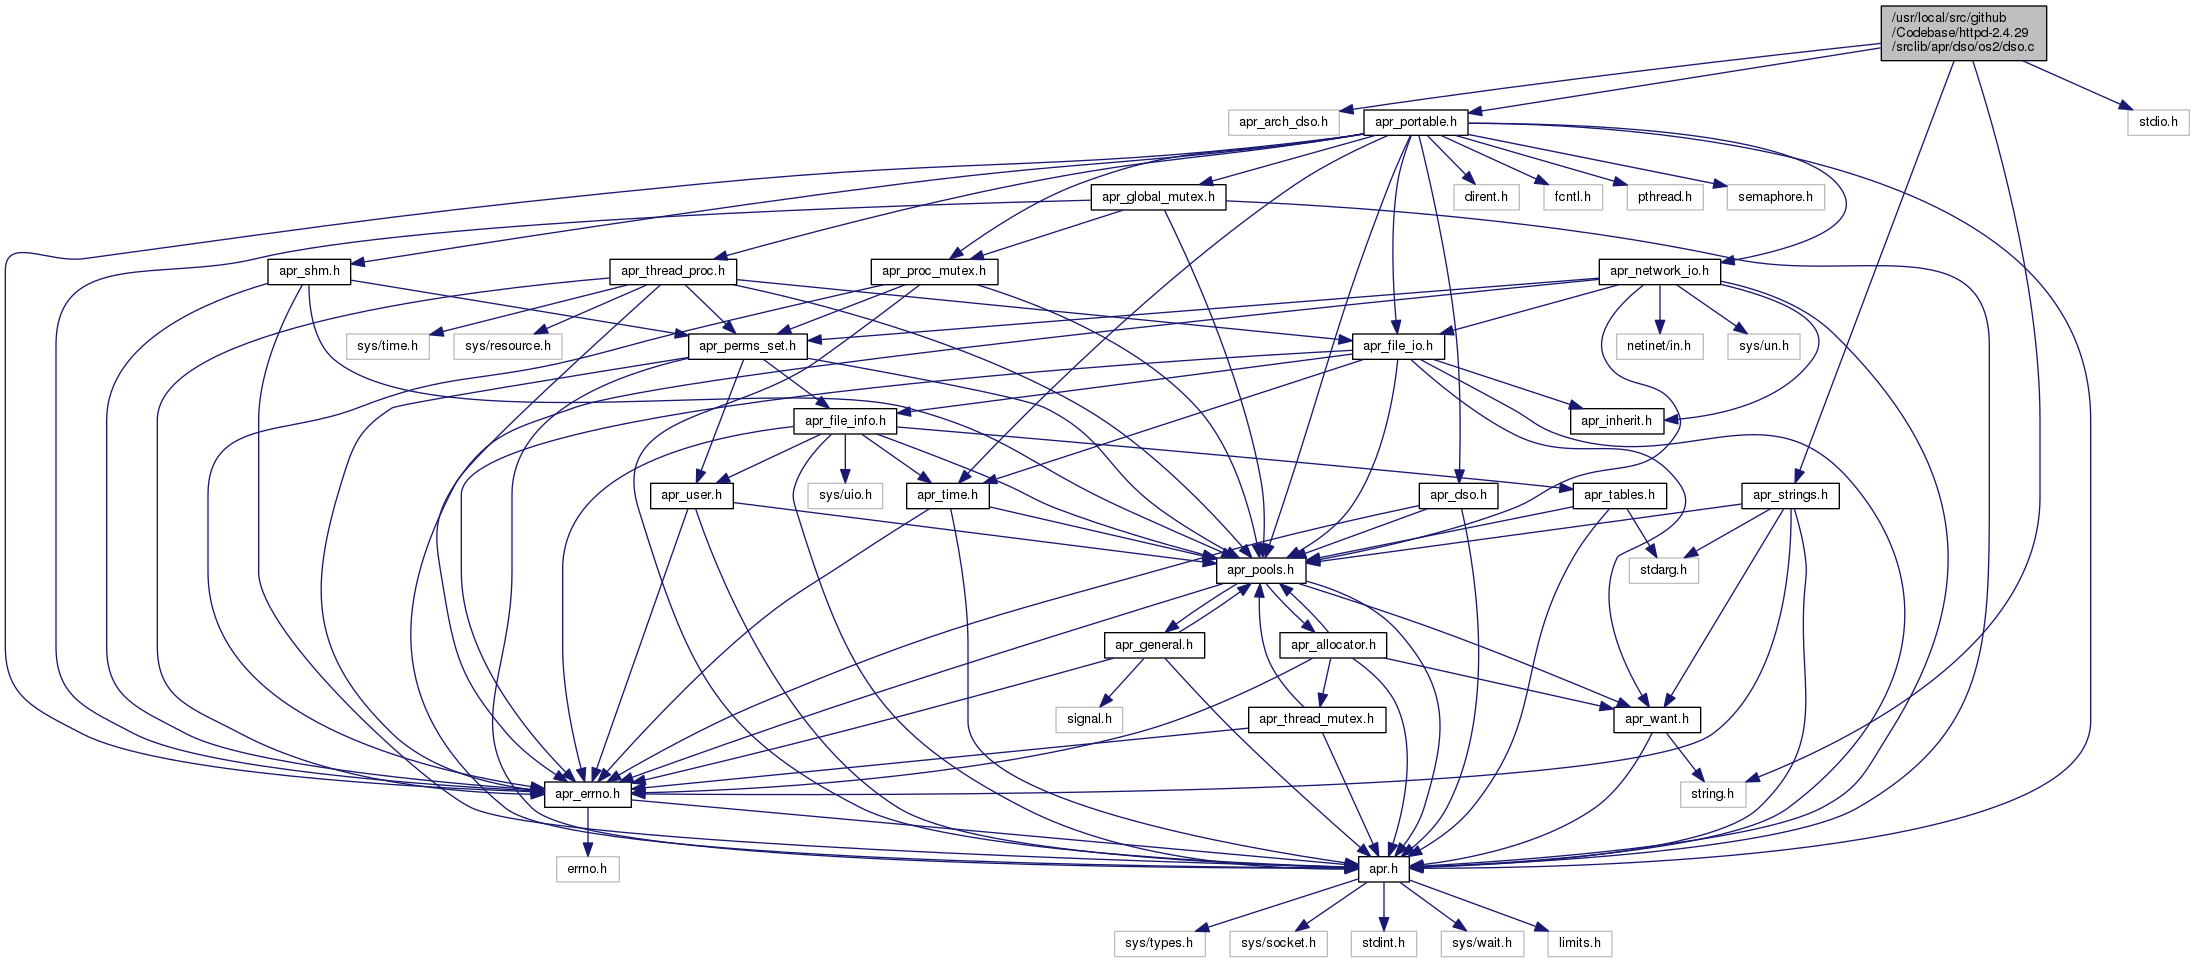 /usr/local/src/github
/Codebase/httpd-2.4.29
/srclib/apr/dso/os2/dso.c
apr_arch_dso.h
apr_portable.h
stdio.h
apr_global_mutex.h
dirent.h
fcntl.h
pthread.h
semaphore.h
apr_shm.h
apr_thread_proc.h
apr_proc_mutex.h
apr_network_io.h
sys/time.h
sys/resource.h
apr_perms_set.h
apr_file_io.h
netinet/in.h
sys/un.h
apr_file_info.h
apr_inherit.h
apr_user.h
sys/uio.h
apr_time.h
apr_dso.h
apr_tables.h
apr_strings.h
apr_pools.h
stdarg.h
apr_general.h
apr_allocator.h
signal.h
apr_thread_mutex.h
apr_want.h
apr_errno.h
string.h
errno.h
apr.h
sys/types.h
sys/socket.h
stdint.h
sys/wait.h
limits.h